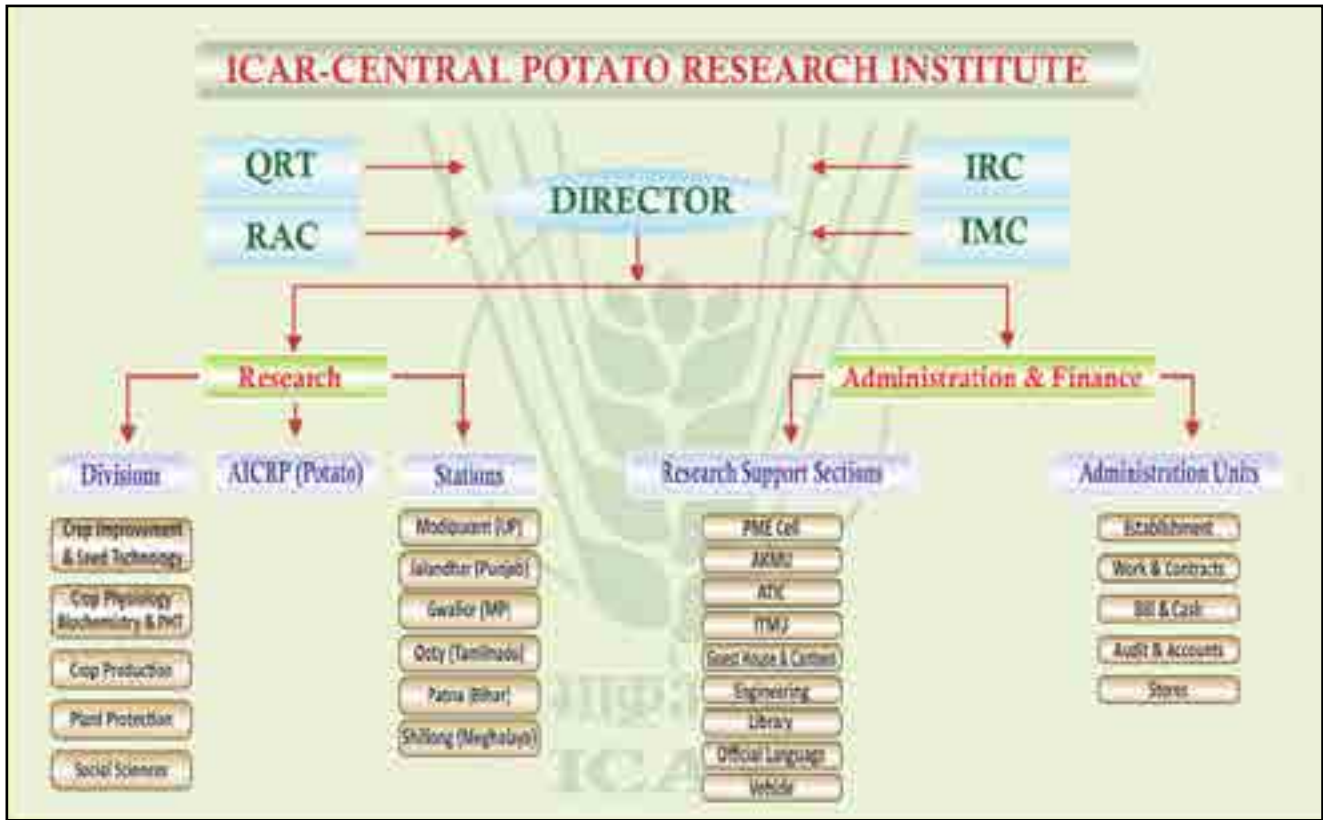 ICAR-CENTRAL POTATO RESEARCH INSTITUTE
QRT
RAC
DIRECTOR
IRC
IMC
Research
Administration & Finance
Divisions
AICRP (Potato)
Stations
Research Support Sections
Administration Units
Crop Improvement
& Seed Technology
Crop Physiology
Biochemistry & PHT
Crop Production
Plant Protection
Social Sciences
Modipuram (UP)
Jalandhar (Punjab)
Gwalior (MP)
Ooty (Tamilnadu)
Patna (Bihar)
Shillong (Meghalaya)
PME Cell
AKMU
ATIC
ITMU
Guest House & Canteen
Engineering
Library
Official Language
Vehicle
Establishment
Work & Contracts
Bill & Cash
Audit & Accounts
Stores
ICA